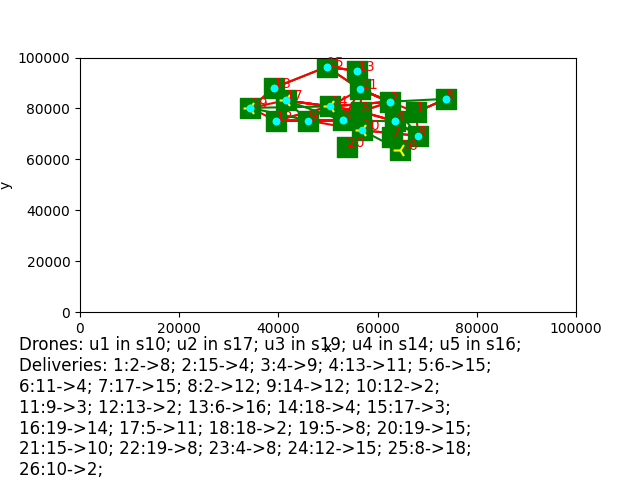 100000
80000
60000
40000
20000
0
y
0 20000 40000 60000 80000 100000
x
Drones: u1 in s10; u2 in s17; u3 in s19; u4 in s14; u5 in s16;
Deliveries: 1:2->8; 2:15->4; 3:4->9; 4:13->11; 5:6->15;
6:11->4; 7:17->15; 8:2->12; 9:14->12; 10:12->2;
11:9->3; 12:13->2; 13:6->16; 14:18->4; 15:17->3;
16:19->14; 17:5->11; 18:18->2; 19:5->8; 20:19->15;
21:15->10; 22:19->8; 23:4->8; 24:12->15; 25:8->18;
26:10->2;